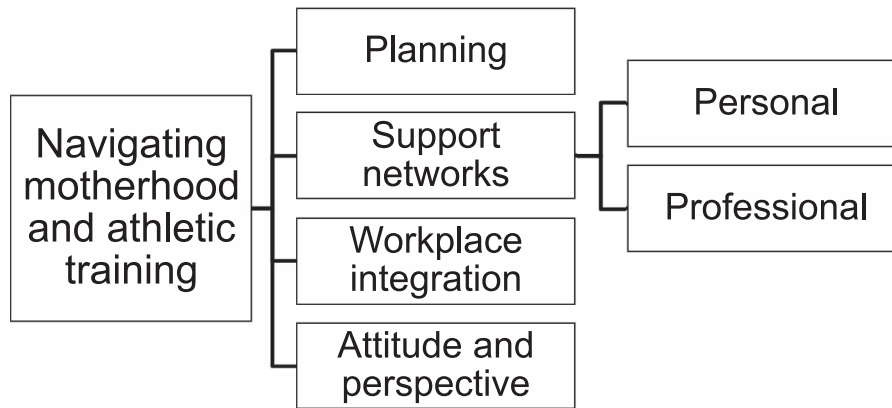 Navigating
motherhood
and athletic
training
Planning
Support
networks
Personal
Professional
Workplace
integration
Attitude and
perspective